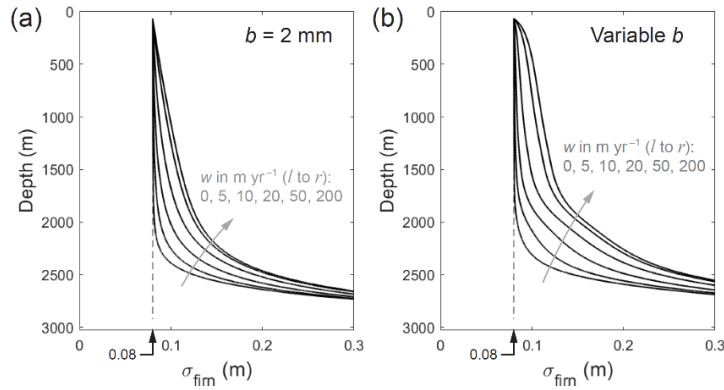 (a)
b = 2 mm
0
500
1000
1500
2000
2500
3000
Depth (m)
w in m yr⁻¹ (l to r):
0, 5, 10, 20, 50, 200
0
0.1
0.2
0.3
0.08
σfirn (m)
(b)
Variable b
0
500
1000
1500
2000
2500
3000
Depth (m)
w in m yr⁻¹ (l to r):
0, 5, 10, 20, 50, 200
0
0.1
0.2
0.3
0.08
σfirn (m)